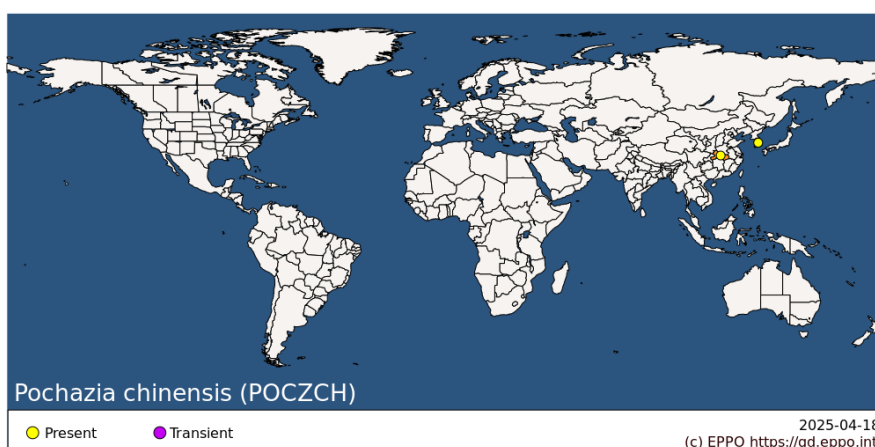 Pochazia chinensis (POCZCH)
Present
Transient
2025-04-18
(c) EPPO https://gd.eppo.int